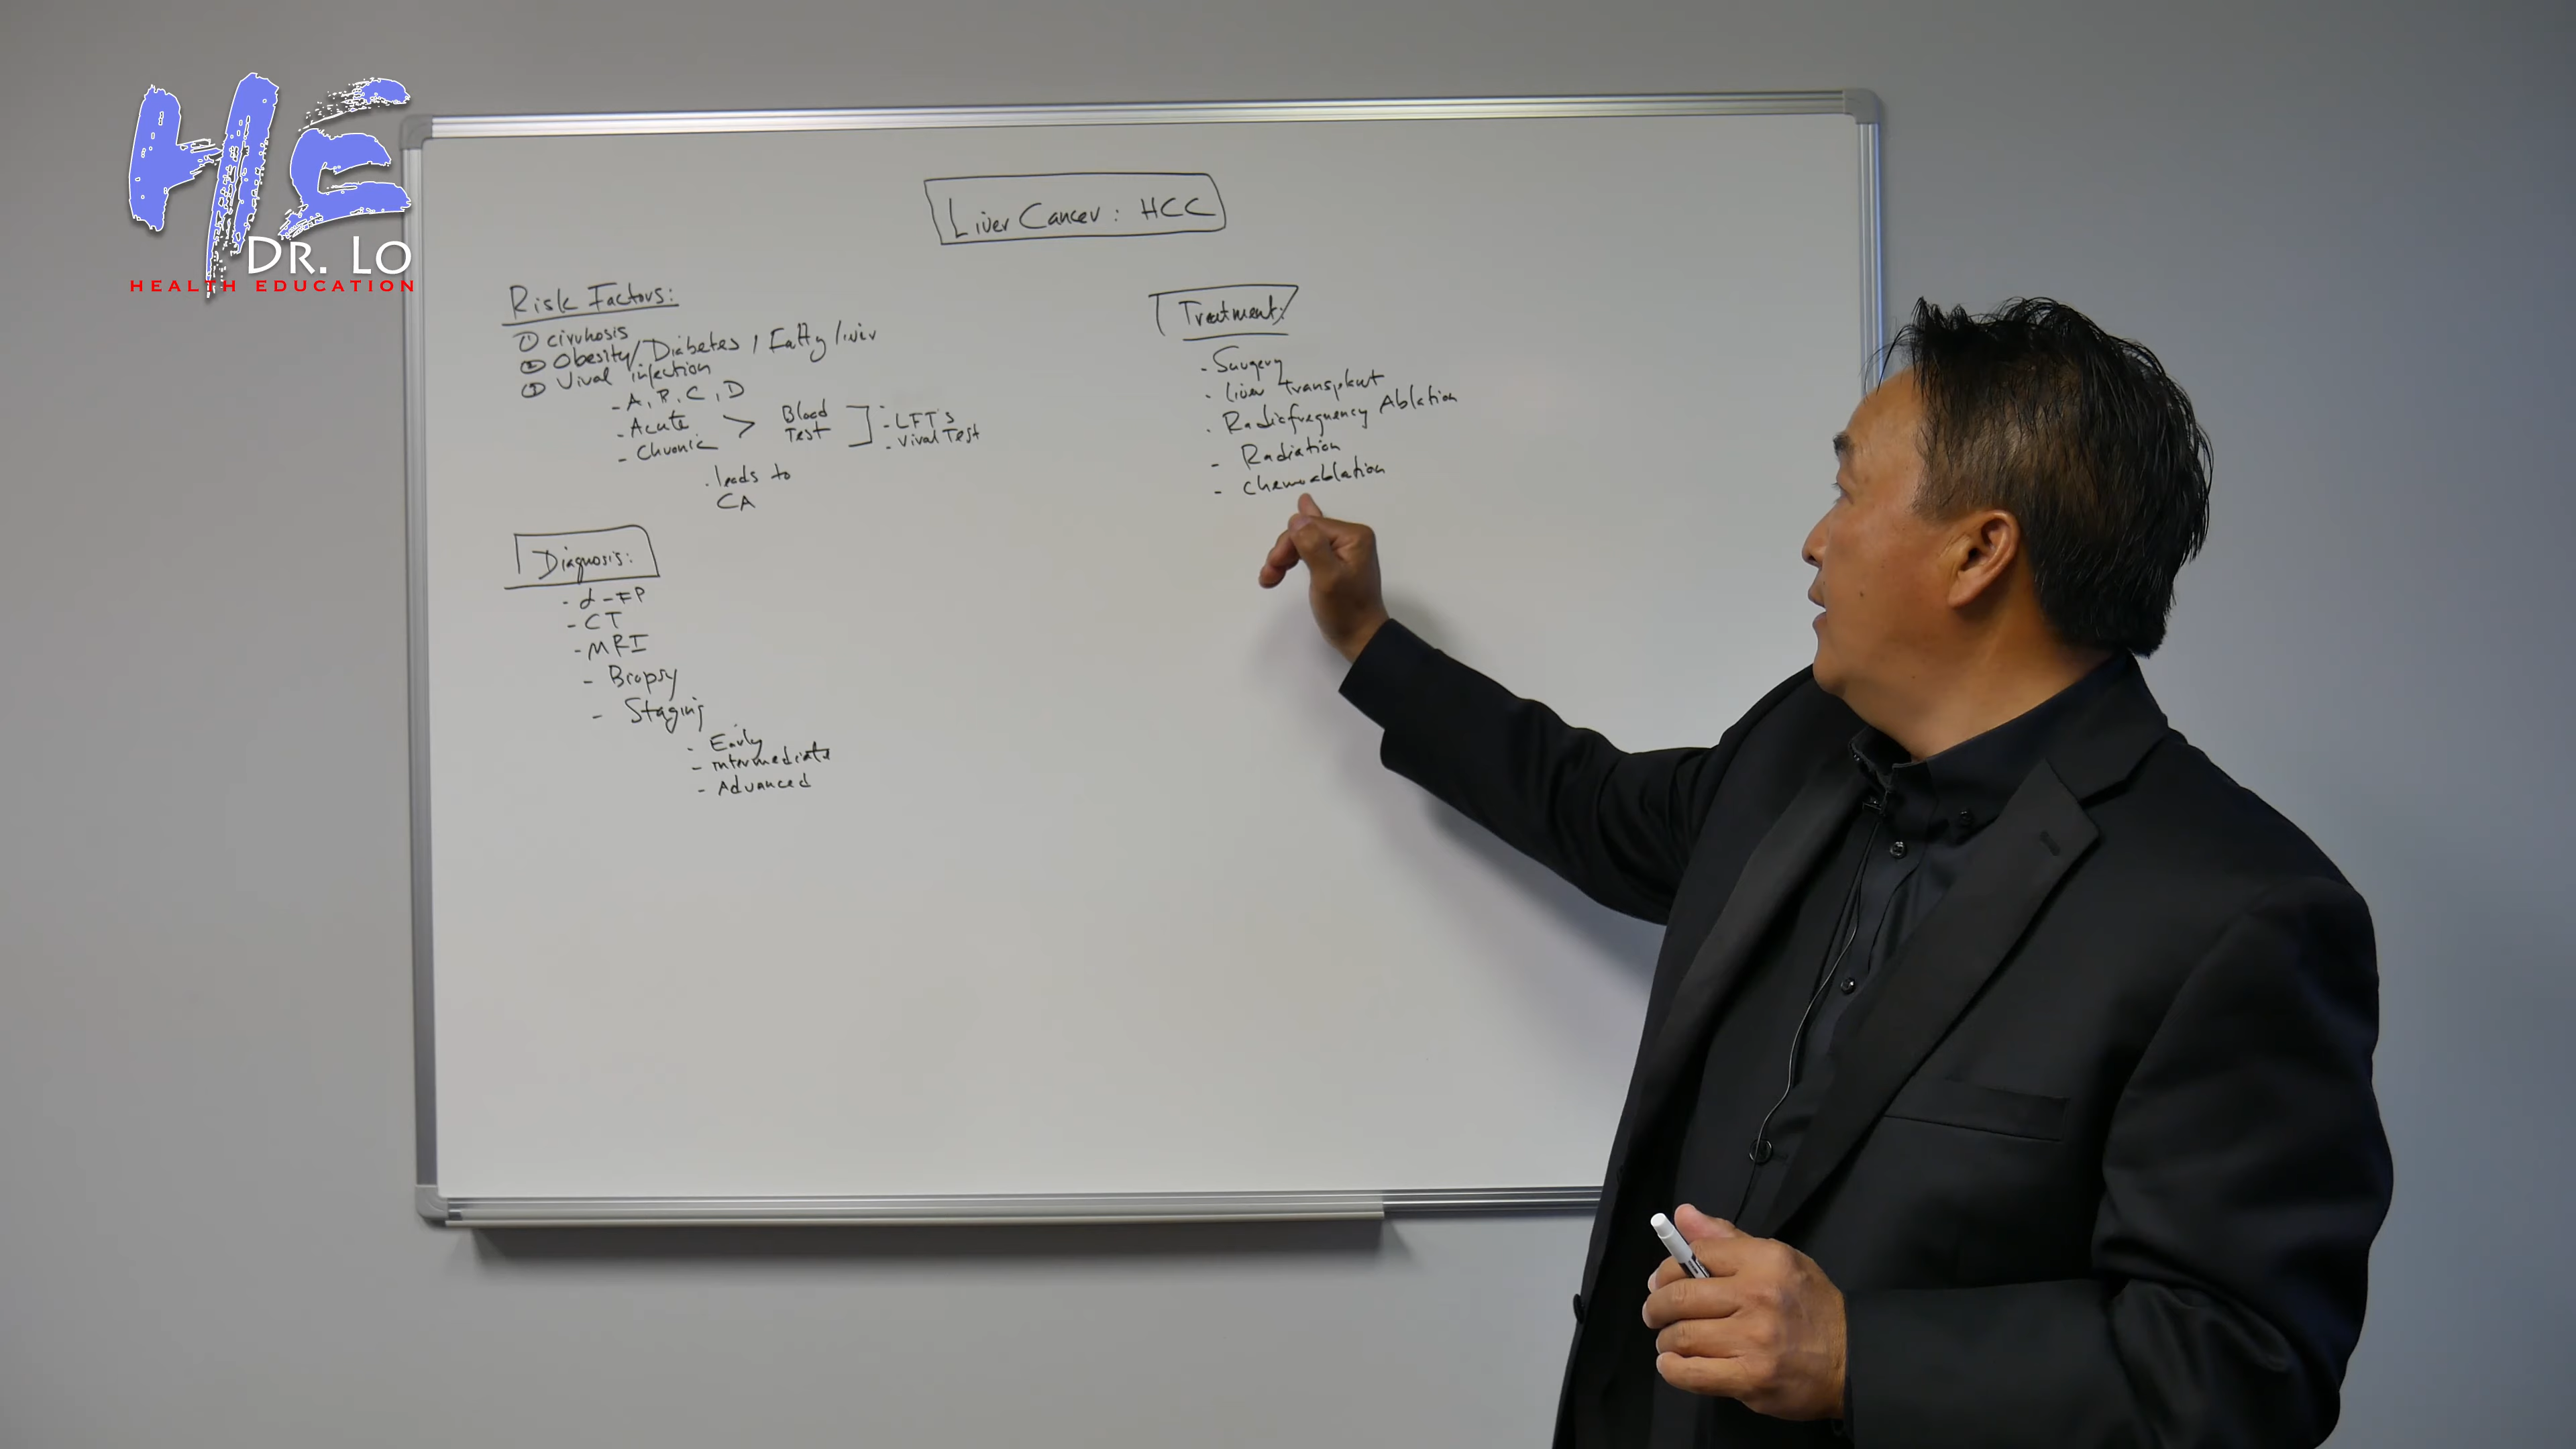 HE
DR. LO
HEALTH EDUCATION
Liver Cancer: HCC
Risk Factors:
① cirrhosis
② Obesity/Diabetes / Fatty liver
③ Viral infection
- A, B, C, D
- Acute
- Chronic
> Blood Test ]
- LFT's
- Viral Test
. leads to
CA
Diagnosis:
- α-FP
- CT
- MRI
- Biopsy
- Staging
- Early
- intermediate
- Advanced
Treatment:
- Surgery
- Liver transplant
- Radiofrequency Ablation
- Radiation
- chemoablation